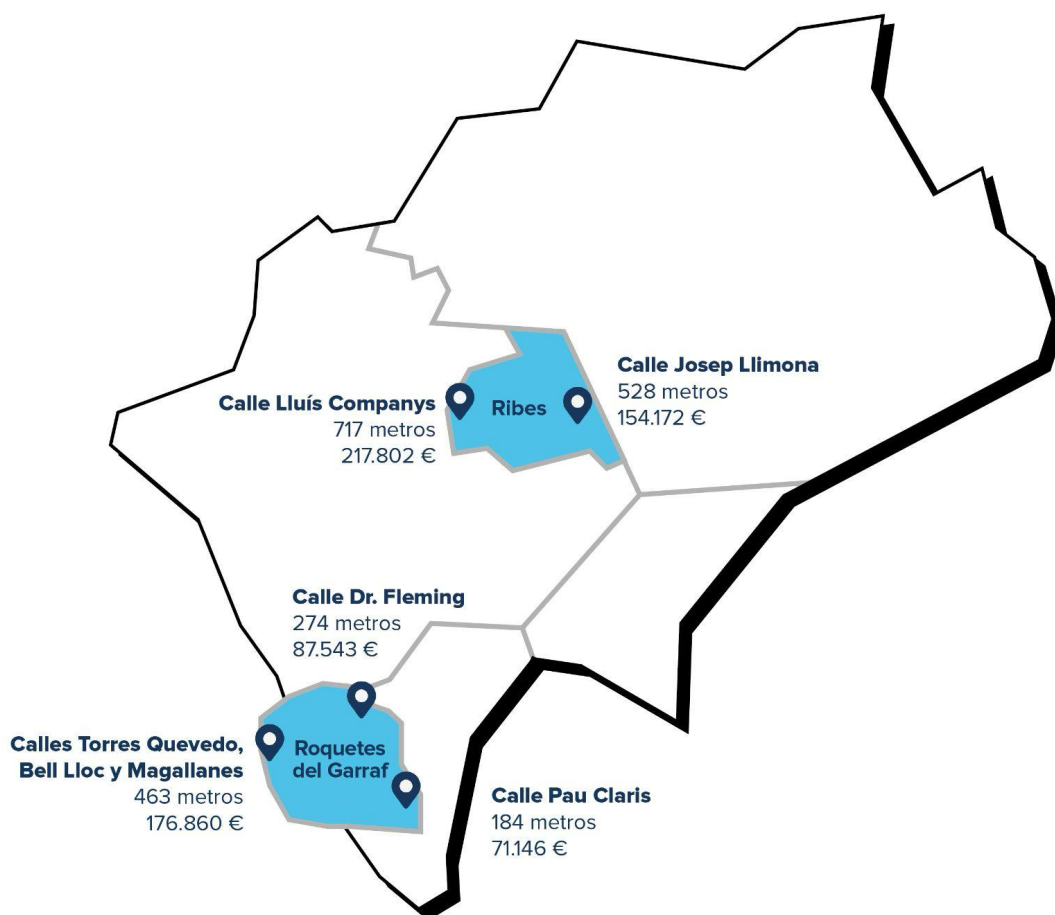 Calle Josep Llimona
528 metros
154.172 €
Calle Lluís Companys
717 metros
217.802 €
Ribes
Calle Dr. Fleming
274 metros
87.543 €
Calles Torres Quevedo,
Bell Lloc y Magallanes
463 metros
176.860 €
Roquetes
del Garraf
Calle Pau Claris
184 metros
71.146 €